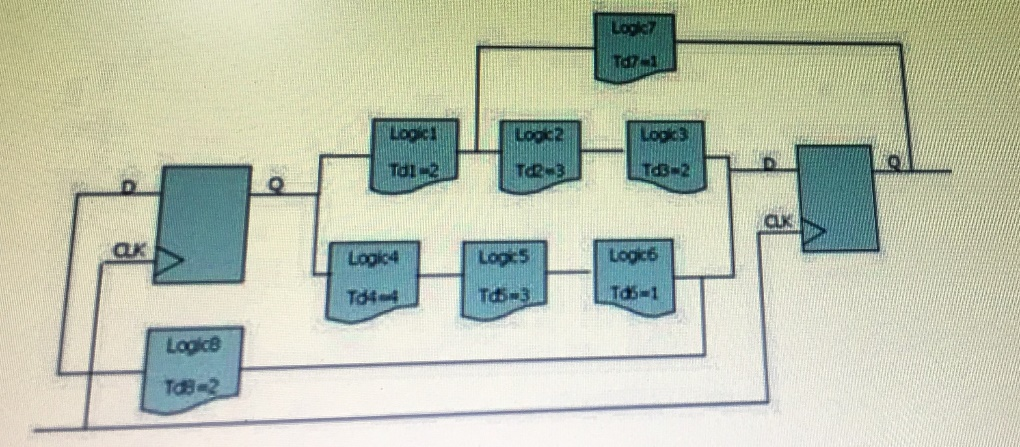 Logic7
Td7=1
Logic1
Td1=2
Logic2
Td2=3
Logic3
Td3=2
D
Q
CLK
D
Q
CLK
Logic4
Td4=4
Logic5
Td5=3
Logic6
Td6=1
Logic8
Td8=2